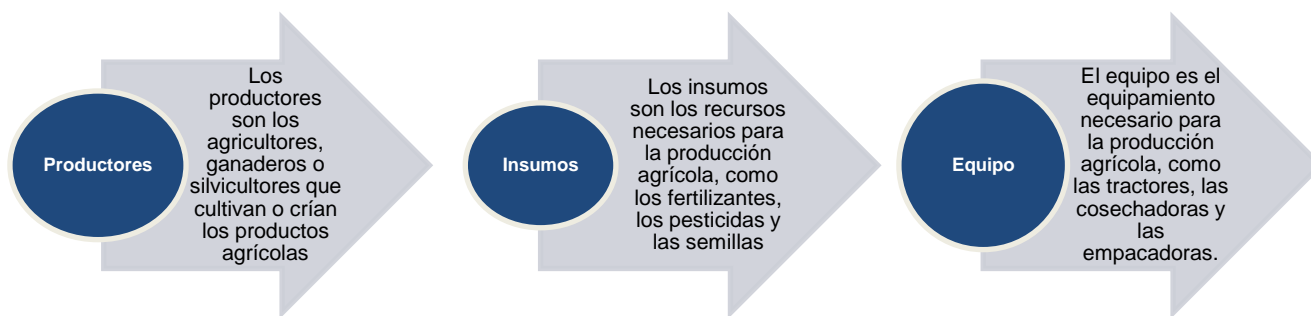 Productores
Los
productores
son los
agricultores,
ganaderos o
silvicultores que
cultivan o crían
los productos
agrícolas
Insumos
Los insumos
son los recursos
necesarios para
la producción
agrícola, como
los fertilizantes,
los pesticidas y
las semillas
Equipo
El equipo es el
equipamiento
necesario para
la producción
agrícola, como
las tractores, las
cosechadoras y
las
empacadoras.